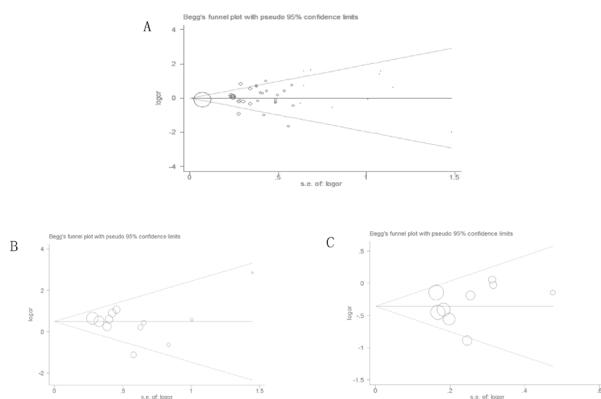 A
Begg's funnel plot with pseudo 95% confidence limits
logor
4
2
0
-2
-4
0
.5
1
1.5
s.e. of: logor
B
Begg's funnel plot with pseudo 95% confidence limits
logor
4
2
0
-2
0
.5
1
1.5
s.e. of: logor
C
Begg's funnel plot with pseudo 95% confidence limits
logor
.5
0
-.5
-1
-1.5
0
.2
.4
.6
s.e. of: logor